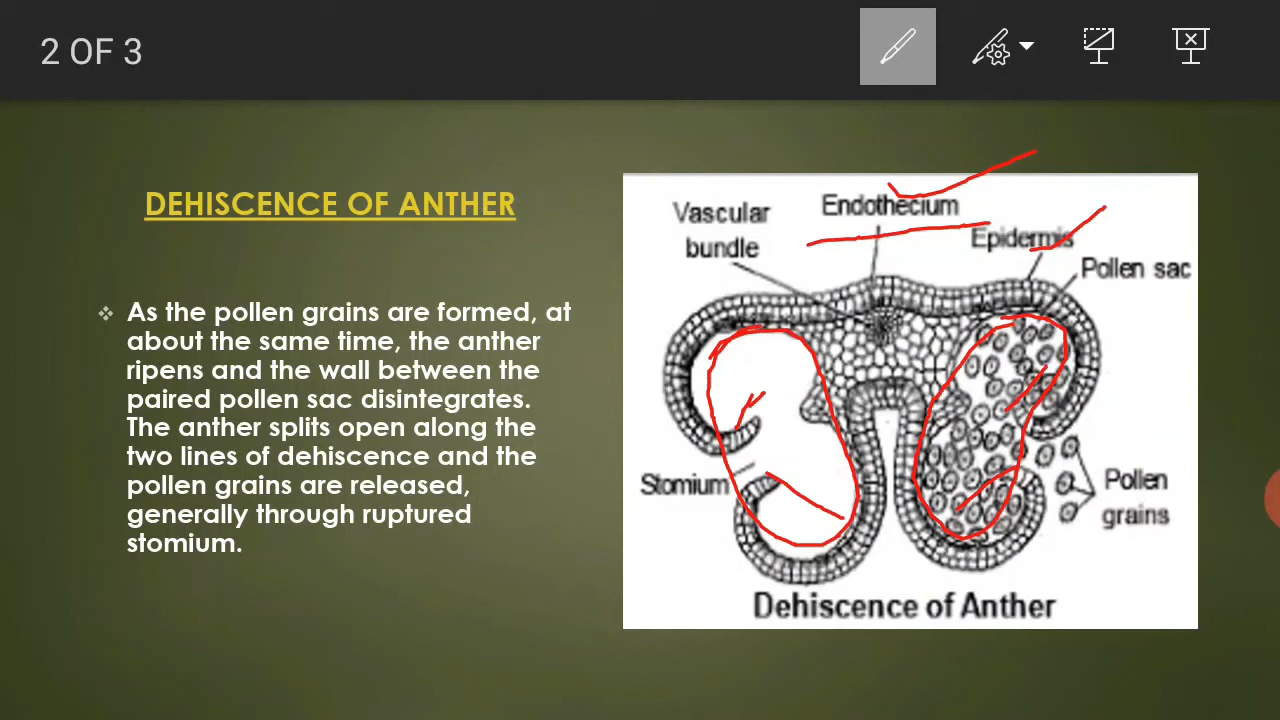 2 OF 3
DEHISCENCE OF ANTHER
As the pollen grains are formed, at
about the same time, the anther
ripens and the wall between the
paired pollen sac disintegrates.
The anther splits open along the
two lines of dehiscence and the
pollen grains are released,
generally through ruptured
stomium.
Vascular
bundle
Endothecium
Epidermis
Pollen sac
Stomium
Pollen
grains
Dehiscence of Anther